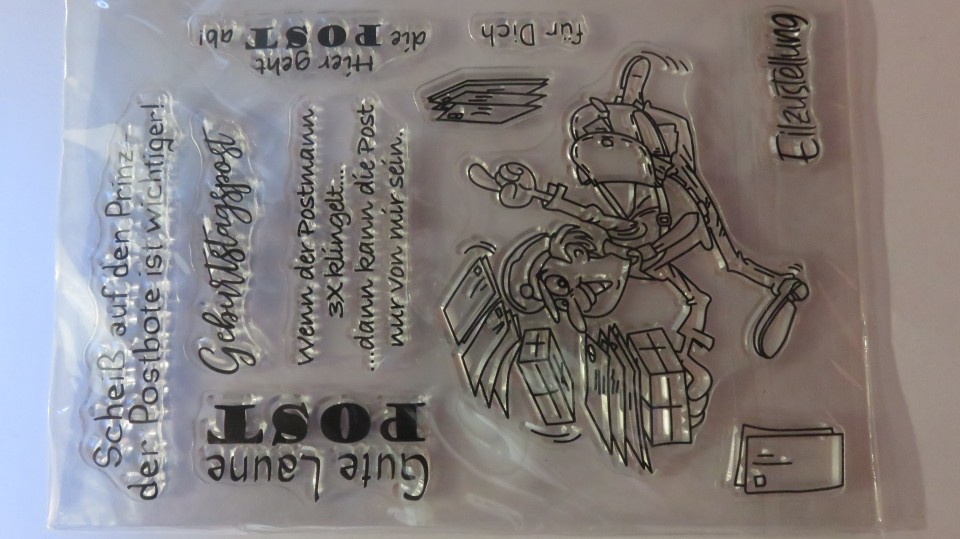 Scheiß auf den Prinz-
der Postbote ist wichtiger!
Geburtstagspost
Wenn der Postmann
3x klingelt...
...dann kann die Post
nur von mir sein.
Gute Laune
POST
Hier geht
die POST ab!
für Dich
Eilzustellung